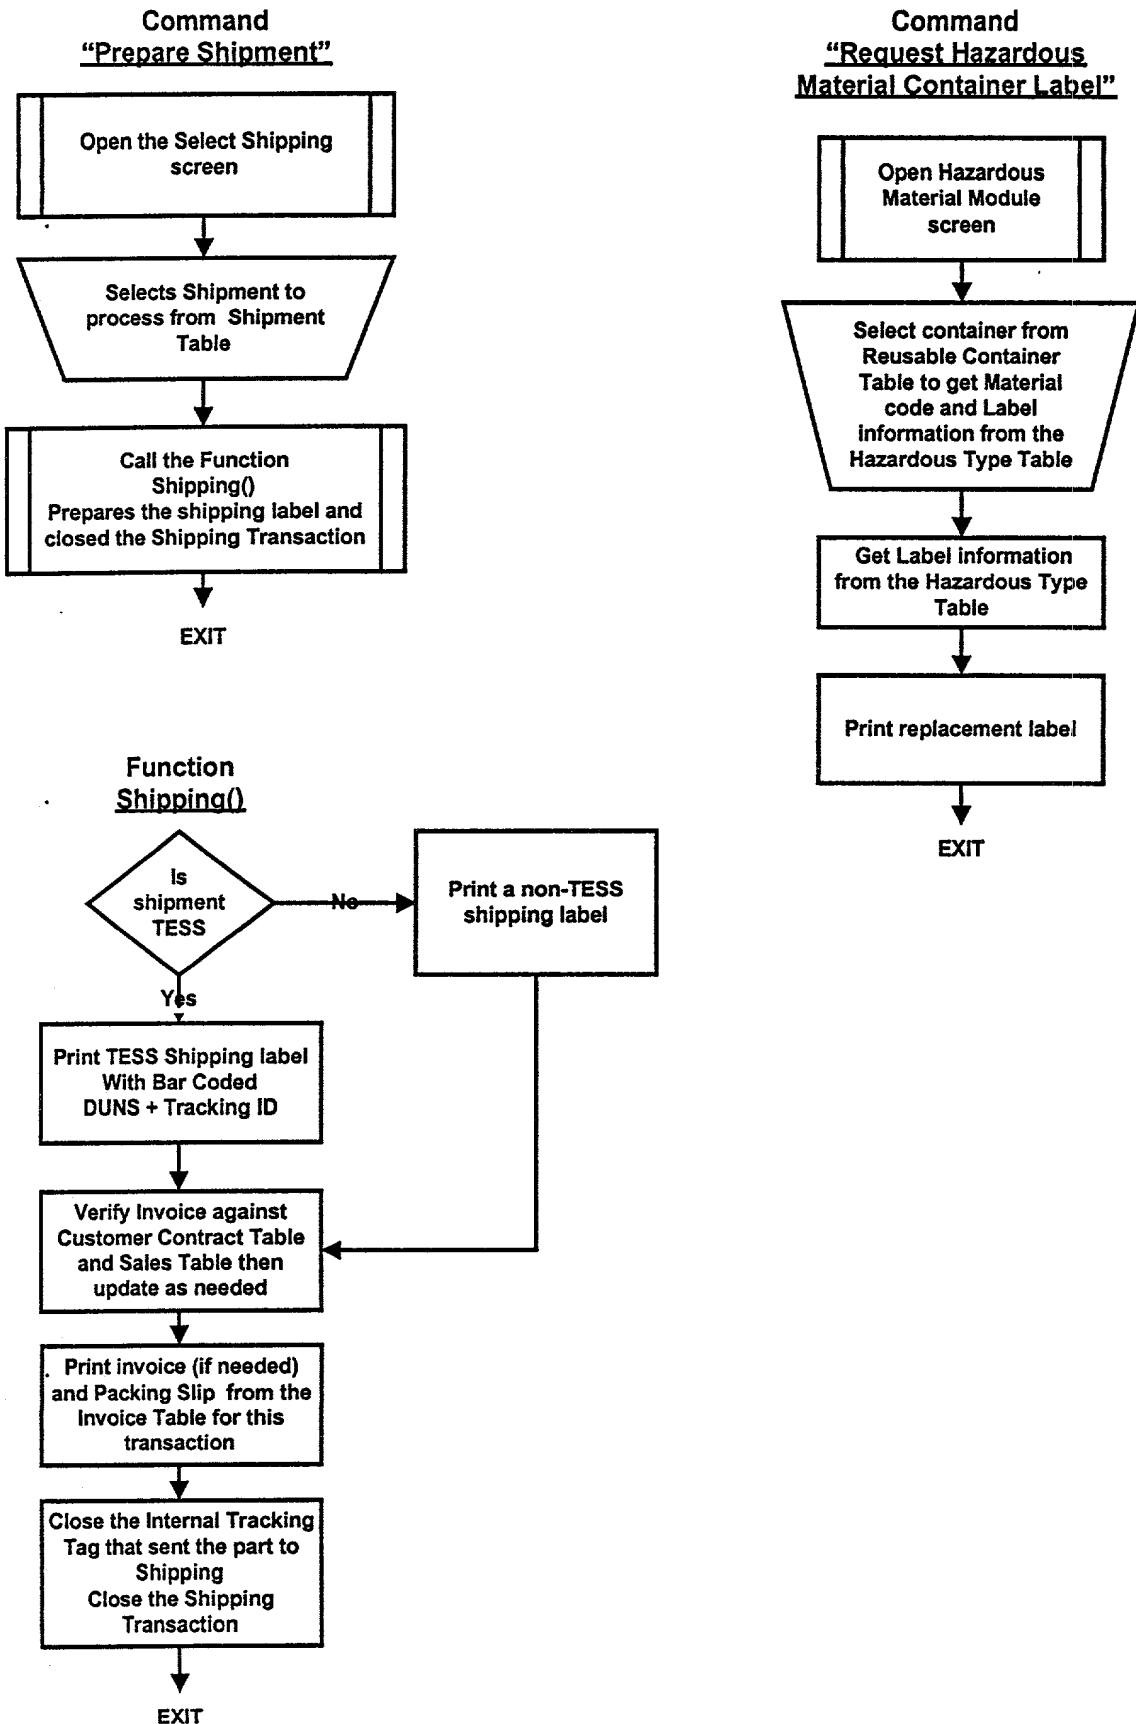 Command
"Prepare Shipment"
Open the Select Shipping
screen
Selects Shipment to
process from Shipment
Table
Call the Function
Shipping()
Prepares the shipping label and
closed the Shipping Transaction
EXIT
Command
"Request Hazardous
Material Container Label"
Open Hazardous
Material Module
screen
Select container from
Reusable Container
Table to get Material
code and Label
information from the
Hazardous Type Table
Get Label information
from the Hazardous Type
Table
Print replacement label
EXIT
Function
Shipping()
Is
shipment
TESS
No
Print a non-TESS
shipping label
Yes
Print TESS Shipping label
With Bar Coded
DUNS + Tracking ID
Verify Invoice against
Customer Contract Table
and Sales Table then
update as needed
Print invoice (if needed)
and Packing Slip from the
Invoice Table for this
transaction
Close the Internal Tracking
Tag that sent the part to
Shipping
Close the Shipping
Transaction
EXIT